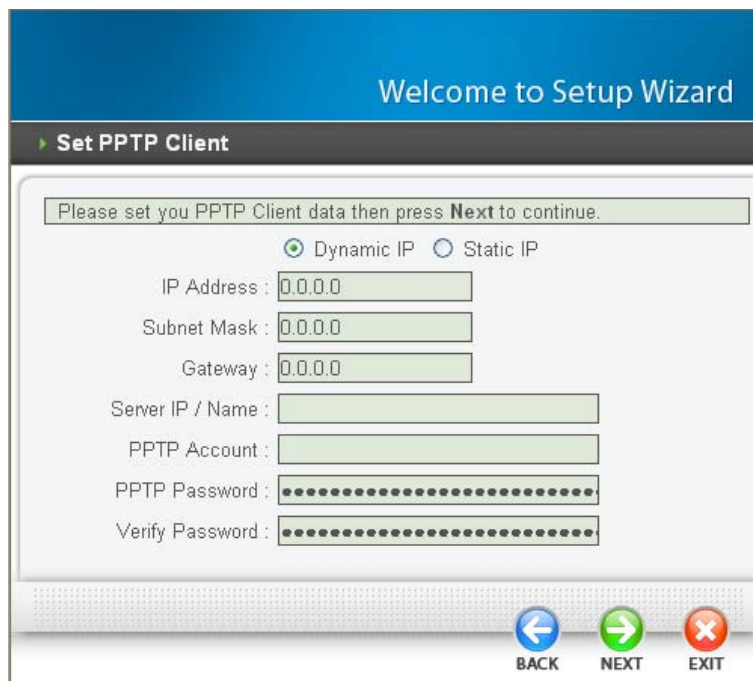 Welcome to Setup Wizard
Set PPTP Client
Please set you PPTP Client data then press Next to continue.
Dynamic IP Static IP
IP Address : 0.0.0.0
Subnet Mask : 0.0.0.0
Gateway : 0.0.0.0
Server IP / Name :
PPTP Account :
PPTP Password :
Verify Password :
BACK NEXT EXIT